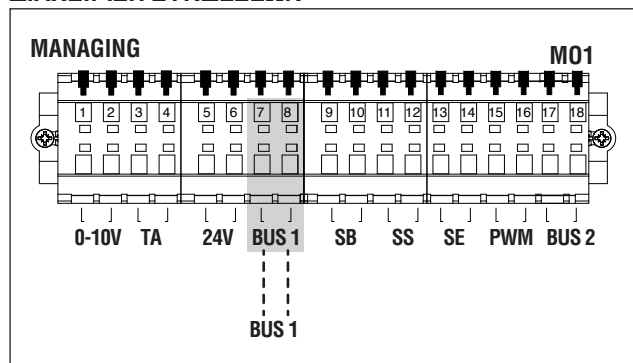 MANAGING
M01
1 2 3 4 5 6 7 8 9 10 11 12 13 14 15 16 17 18
0-10V TA 24V BUS 1 SB SS SE PWM BUS 2
BUS 1